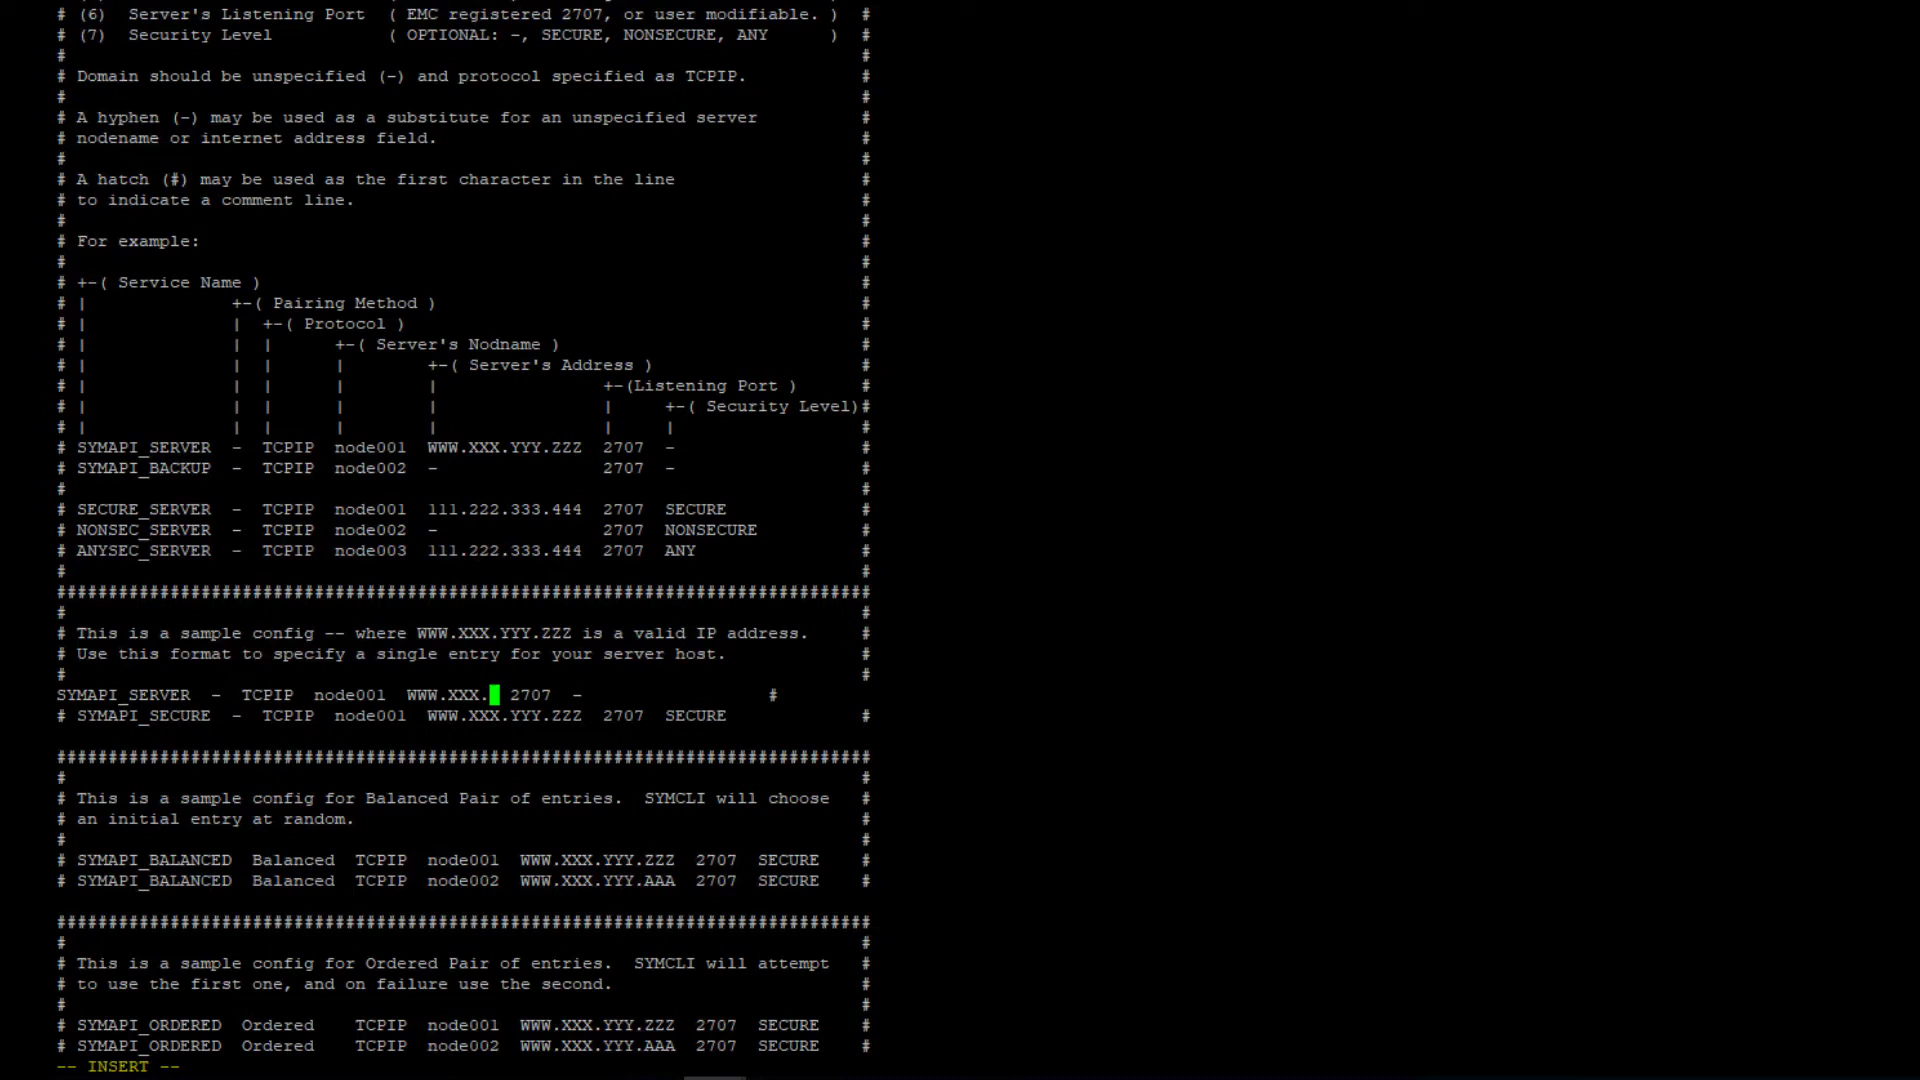 # (6)  Server's Listening Port  ( EMC registered 2707, or user modifiable. )  #
# (7)  Security Level           ( OPTIONAL: -, SECURE, NONSECURE, ANY      )  #
#                                                                             #
# Domain should be unspecified (-) and protocol specified as TCPIP.           #
#                                                                             #
# A hyphen (-) may be used as a substitute for an unspecified server          #
# nodename or internet address field.                                         #
#                                                                             #
# A hatch (#) may be used as the first character in the line                  #
# to indicate a comment line.                                                 #
#                                                                             #
# For example:                                                                #
#                                                                             #
# +-( Service Name )                                                          #
# |              +-( Pairing Method )                                         #
# |              |  +-( Protocol )                                            #
# |              |  |      +-( Server's Nodname )                             #
# |              |  |      |        +-( Server's Address )                    #
# |              |  |      |        |                +-(Listening Port )      #
# |              |  |      |        |                |     +-( Security Level)#
# |              |  |      |        |                |     |                  #
# SYMAPI_SERVER  -  TCPIP  node001  WWW.XXX.YYY.ZZZ  2707  -                  #
# SYMAPI_BACKUP  -  TCPIP  node002  -                2707  -                  #
#                                                                             #
# SECURE_SERVER  -  TCPIP  node001  111.222.333.444  2707  SECURE             #
# NONSEC_SERVER  -  TCPIP  node002  -                2707  NONSECURE          #
# ANYSEC_SERVER  -  TCPIP  node003  111.222.333.444  2707  ANY                #
#                                                                             #
###############################################################################
#                                                                             #
# This is a sample config -- where WWW.XXX.YYY.ZZZ is a valid IP address.     #
# Use this format to specify a single entry for your server host.             #
#                                                                             #
SYMAPI_SERVER  -  TCPIP  node001  WWW.XXX.  2707  -                  #
# SYMAPI_SECURE  -  TCPIP  node001  WWW.XXX.YYY.ZZZ  2707  SECURE             #
###############################################################################
#                                                                             #
# This is a sample config for Balanced Pair of entries.  SYMCLI will choose   #
# an initial entry at random.                                                 #
#                                                                             #
# SYMAPI_BALANCED  Balanced  TCPIP  node001  WWW.XXX.YYY.ZZZ  2707  SECURE    #
# SYMAPI_BALANCED  Balanced  TCPIP  node002  WWW.XXX.YYY.AAA  2707  SECURE    #
###############################################################################
#                                                                             #
# This is a sample config for Ordered Pair of entries.  SYMCLI will attempt   #
# to use the first one, and on failure use the second.                        #
#                                                                             #
# SYMAPI_ORDERED  Ordered    TCPIP  node001  WWW.XXX.YYY.ZZZ  2707  SECURE    #
# SYMAPI_ORDERED  Ordered    TCPIP  node002  WWW.XXX.YYY.AAA  2707  SECURE    #
-- INSERT --